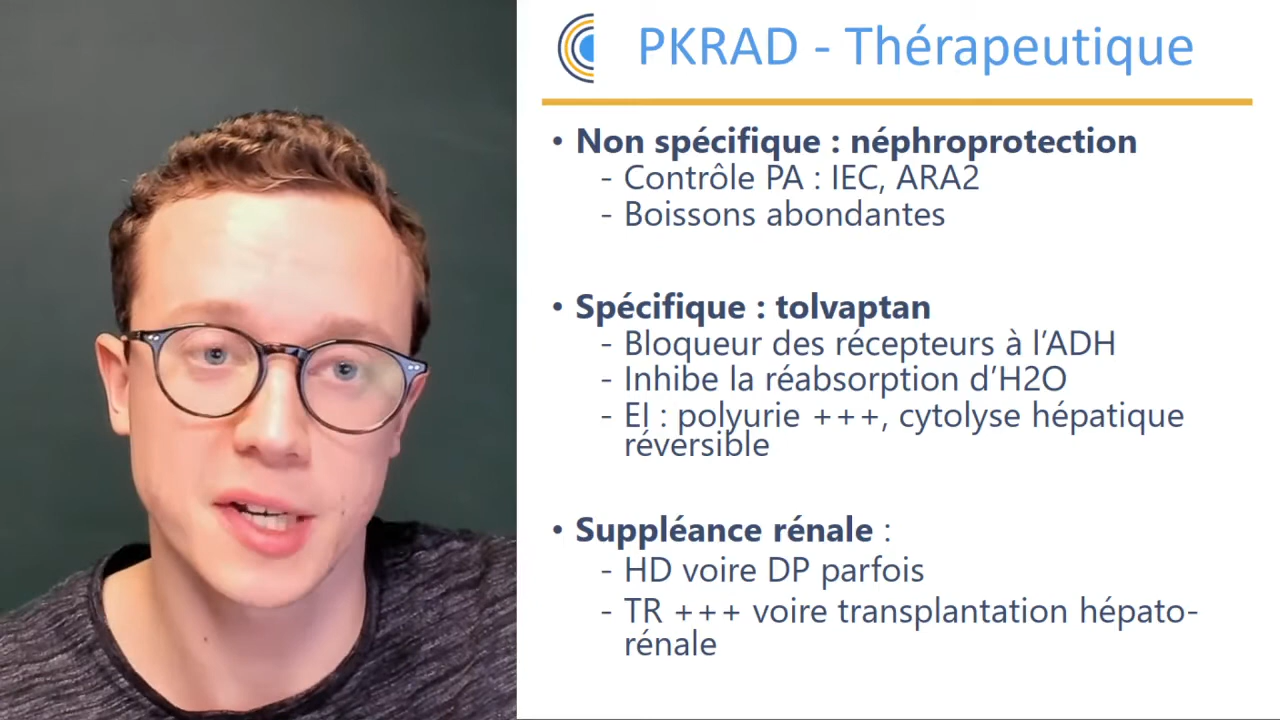 PKRAD - Thérapeutique
• Non spécifique : néphroprotection
- Contrôle PA : IEC, ARA2
- Boissons abondantes
• Spécifique : tolvaptan
- Bloqueur des récepteurs à l'ADH
- Inhibe la réabsorption d'H2O
- EI : polyurie +++, cytolyse hépatique
réversible
• Suppléance rénale :
- HD voire DP parfois
- TR +++ voire transplantation hépato-
rénale